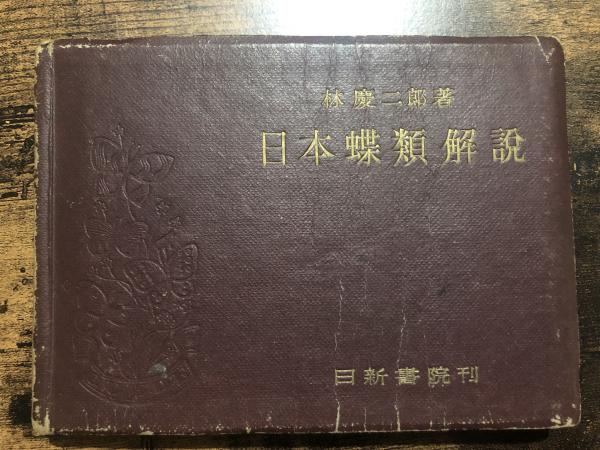 林慶二郎著
日本蝶類解說
日新書院刊